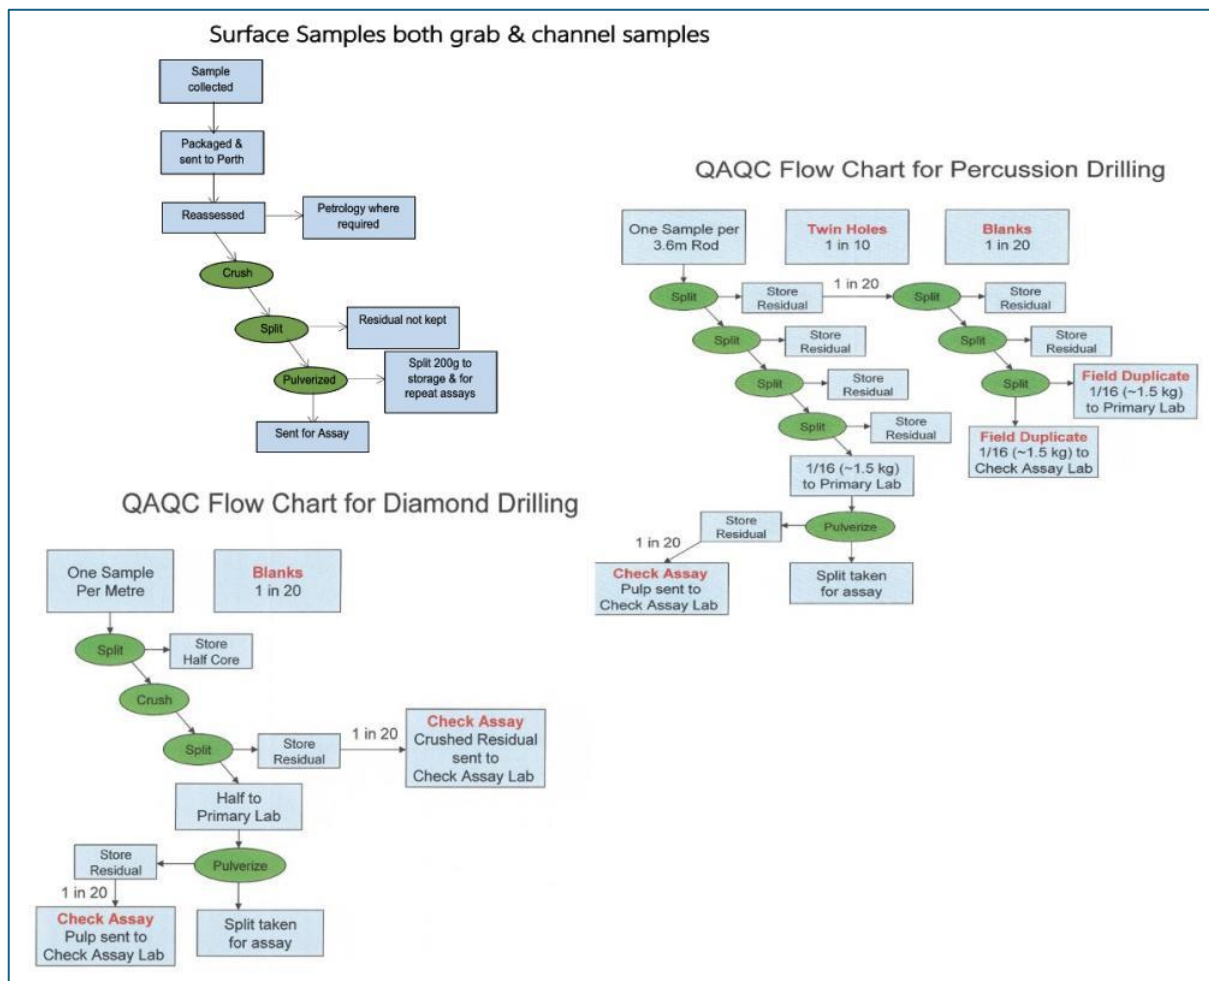 Surface Samples both grab & channel samples
Sample
collected
Packaged &
sent to Perth
Reassessed
Petrology where
required
Crush
Split
Residual not kept
Pulverized
Split 200g to
storage & for
repeat assays
Sent for Assay
QAQC Flow Chart for Percussion Drilling
One Sample per
3.6m Rod
Twin Holes
1 in 10
Blanks
1 in 20
Split
Store
Residual
1 in 20
Split
Store
Residual
Split
Store
Residual
Split
Store
Residual
Split
Store
Residual
Split
Field Duplicate
1/16 (~1.5 kg)
to Primary Lab
Split
Store
Residual
Field Duplicate
1/16 (~1.5 kg) to
Check Assay Lab
1/16 (~1.5 kg)
to Primary Lab
Store
Residual
Pulverize
1 in 20
Check Assay
Pulp sent to
Check Assay Lab
Split taken
for assay
QAQC Flow Chart for Diamond Drilling
One Sample
Per Metre
Blanks
1 in 20
Split
Store
Half Core
Crush
Split
Store
Residual
1 in 20
Check Assay
Crushed Residual
sent to
Check Assay Lab
Half to
Primary Lab
Store
Residual
Pulverize
1 in 20
Check Assay
Pulp sent to
Check Assay Lab
Split taken
for assay